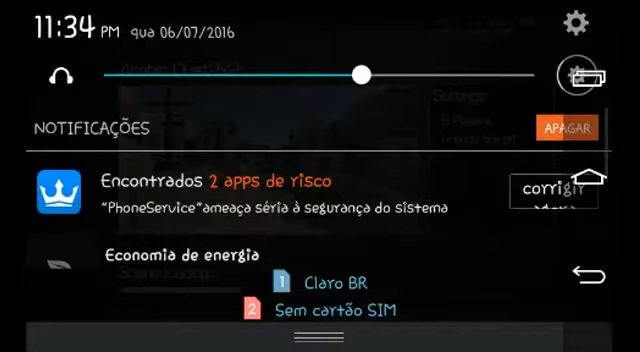 11:34 PM qua 06/07/2016
NOTIFICAÇÕES
APAGAR
Encontrados 2 apps de risco
"PhoneService"ameaça séria à segurança do sistema
corrigir
Economia de energia
1 Claro BR
2 Sem cartão SIM